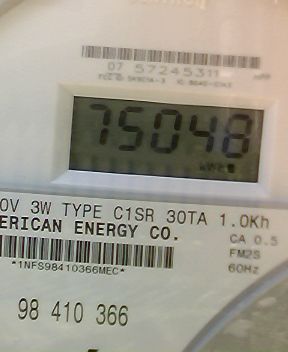 07 57245311
75048
0V 3W TYPE C1SR 30TA 1.0Kh
ERICAN ENERGY CO.
CA 0.5
FM2S
*1NFS98410366MEC*
60Hz
98 410 366